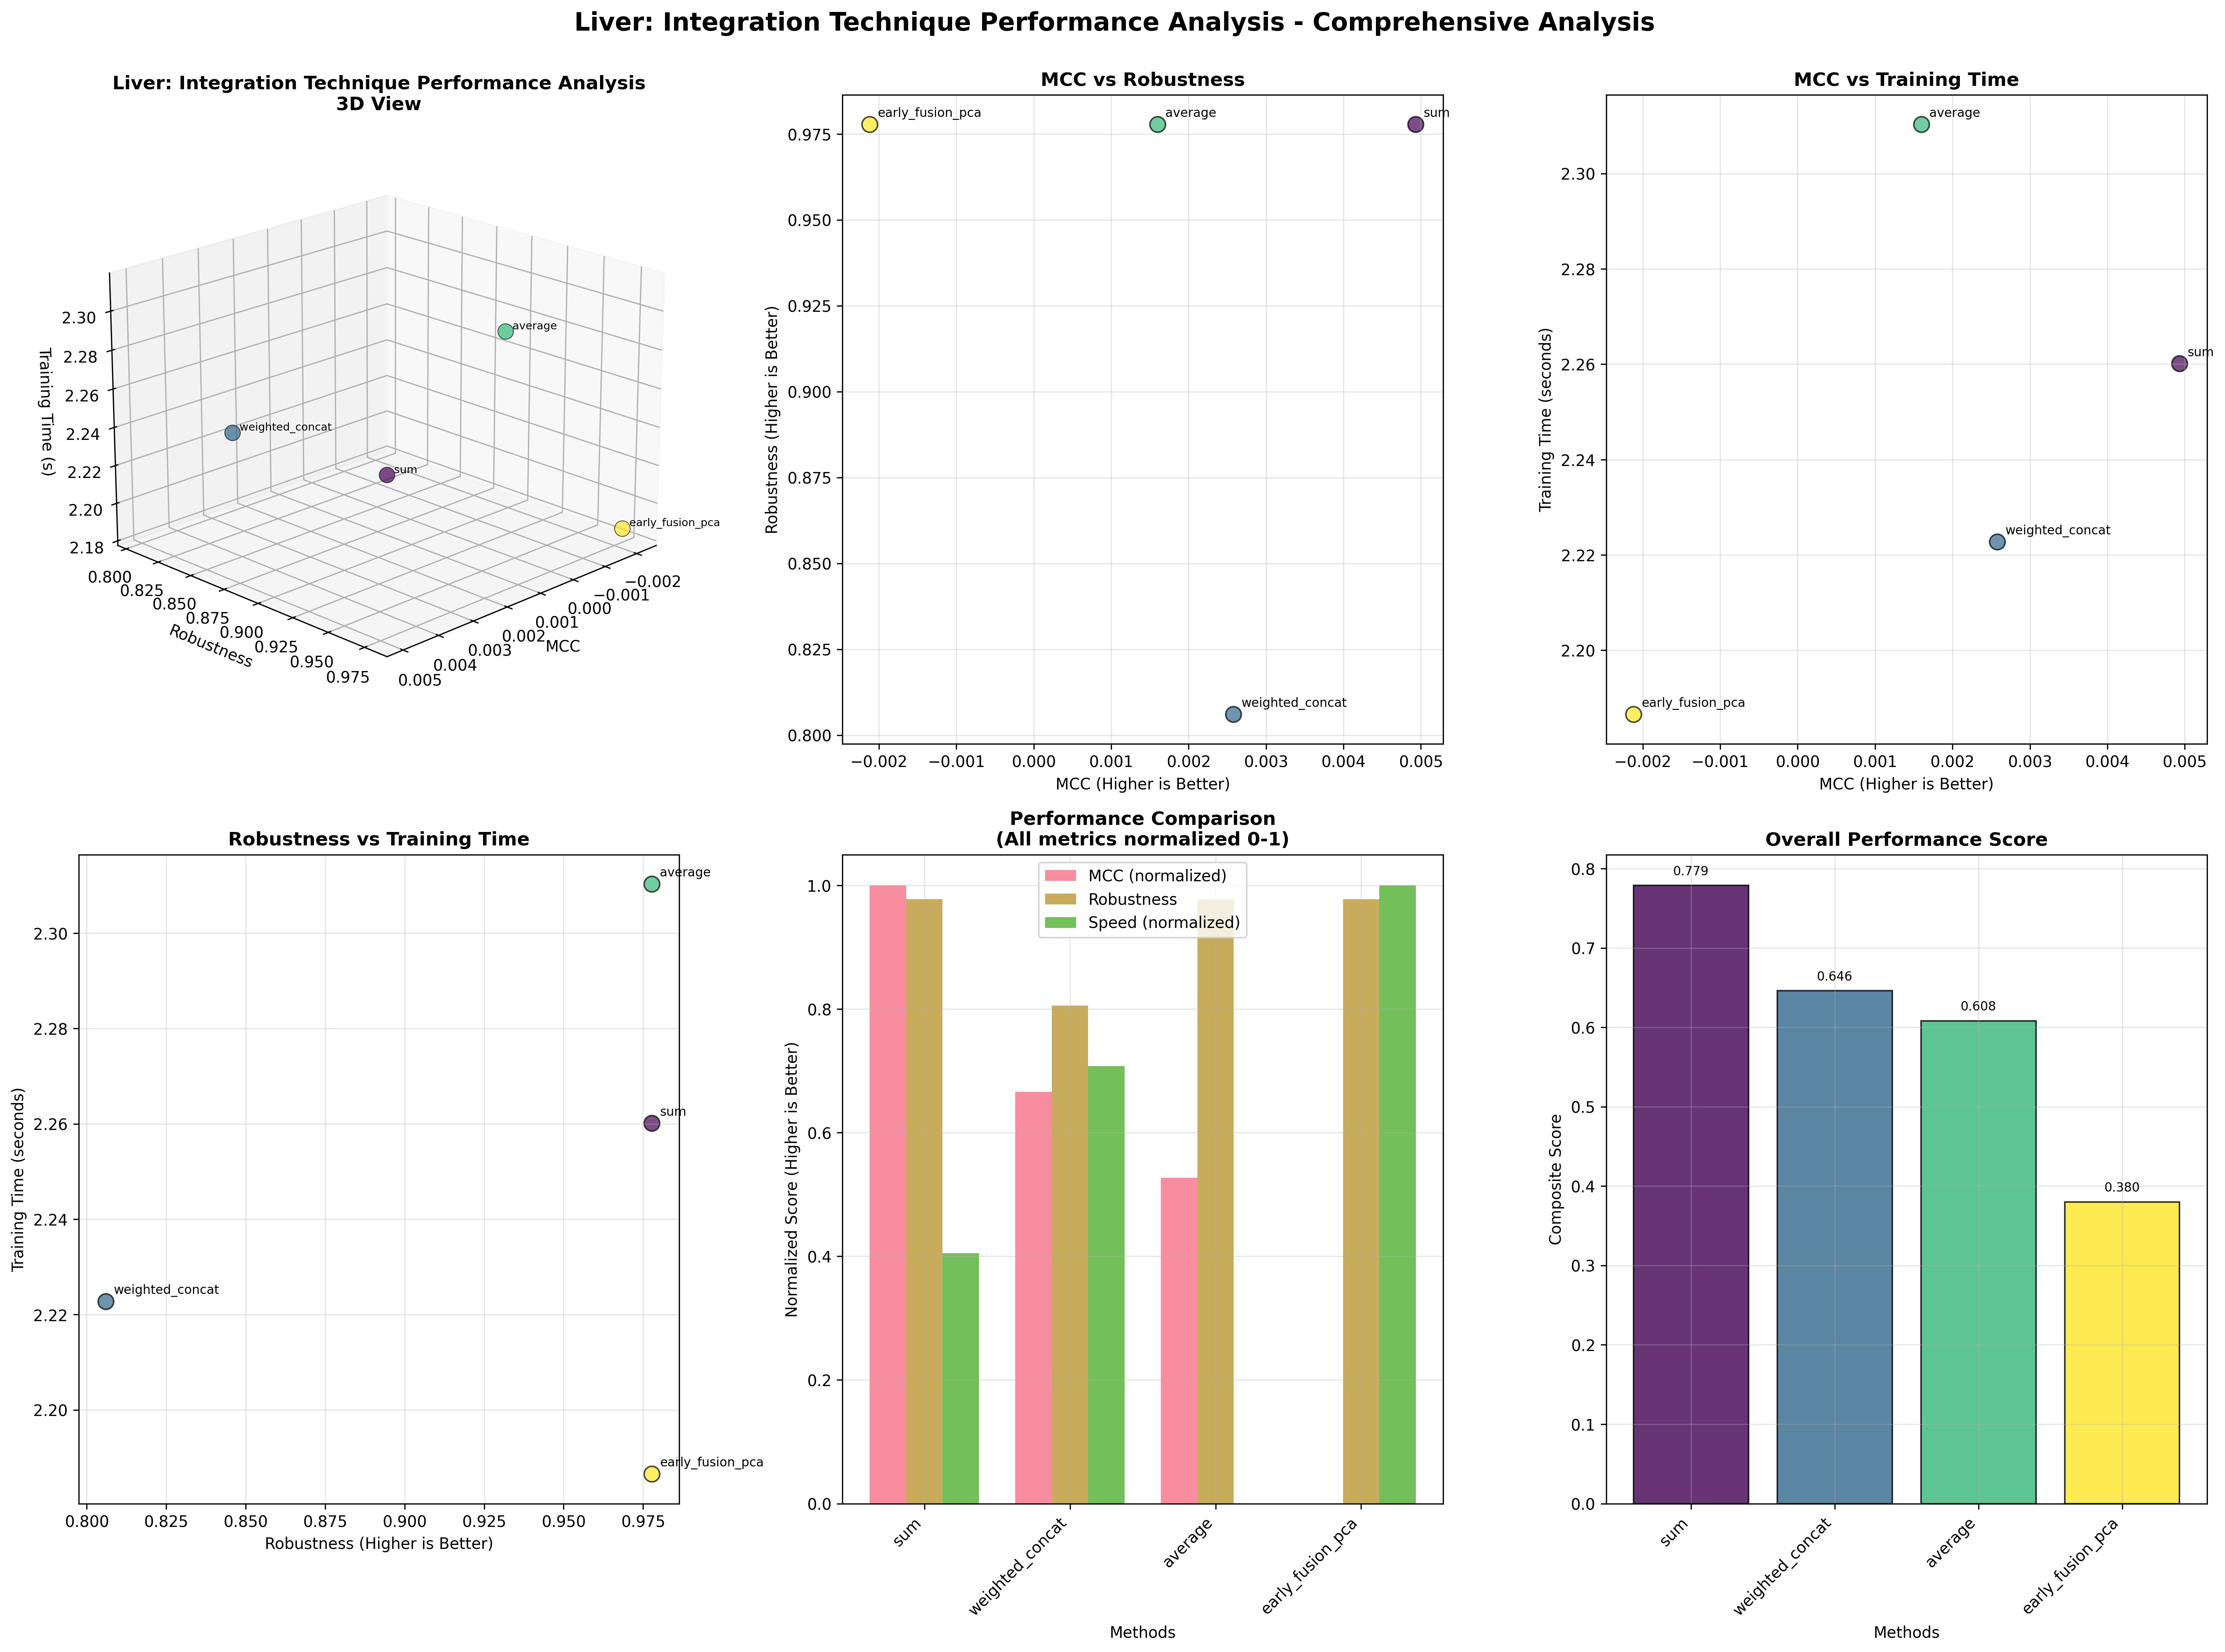 Liver: Integration Technique Performance Analysis - Comprehensive Analysis
Liver: Integration Technique Performance Analysis
3D View
average
weighted_concat
sum
early_fusion_pca
2.30
2.28
2.26
2.24
2.22
2.20
2.18
Training Time (s)
0.800
0.825
0.850
0.875
0.900
0.925
0.950
0.975
Robustness
−0.002
−0.001
0.000
0.001
0.002
0.003
0.004
0.005
MCC
MCC vs Robustness
early_fusion_pca
average
sum
weighted_concat
0.975
0.950
0.925
0.900
0.875
0.850
0.825
0.800
Robustness (Higher is Better)
−0.002 −0.001 0.000 0.001 0.002 0.003 0.004 0.005
MCC (Higher is Better)
MCC vs Training Time
average
sum
weighted_concat
early_fusion_pca
2.30
2.28
2.26
2.24
2.22
2.20
Training Time (seconds)
−0.002 −0.001 0.000 0.001 0.002 0.003 0.004 0.005
MCC (Higher is Better)
Robustness vs Training Time
average
sum
weighted_concat
early_fusion_pca
2.30
2.28
2.26
2.24
2.22
2.20
Training Time (seconds)
0.800 0.825 0.850 0.875 0.900 0.925 0.950 0.975
Robustness (Higher is Better)
Performance Comparison
(All metrics normalized 0-1)
MCC (normalized)
Robustness
Speed (normalized)
1.0
0.8
0.6
0.4
0.2
0.0
Normalized Score (Higher is Better)
sum
weighted_concat
average
early_fusion_pca
Methods
Overall Performance Score
0.779
0.646
0.608
0.380
0.8
0.7
0.6
0.5
0.4
0.3
0.2
0.1
0.0
Composite Score
sum
weighted_concat
average
early_fusion_pca
Methods